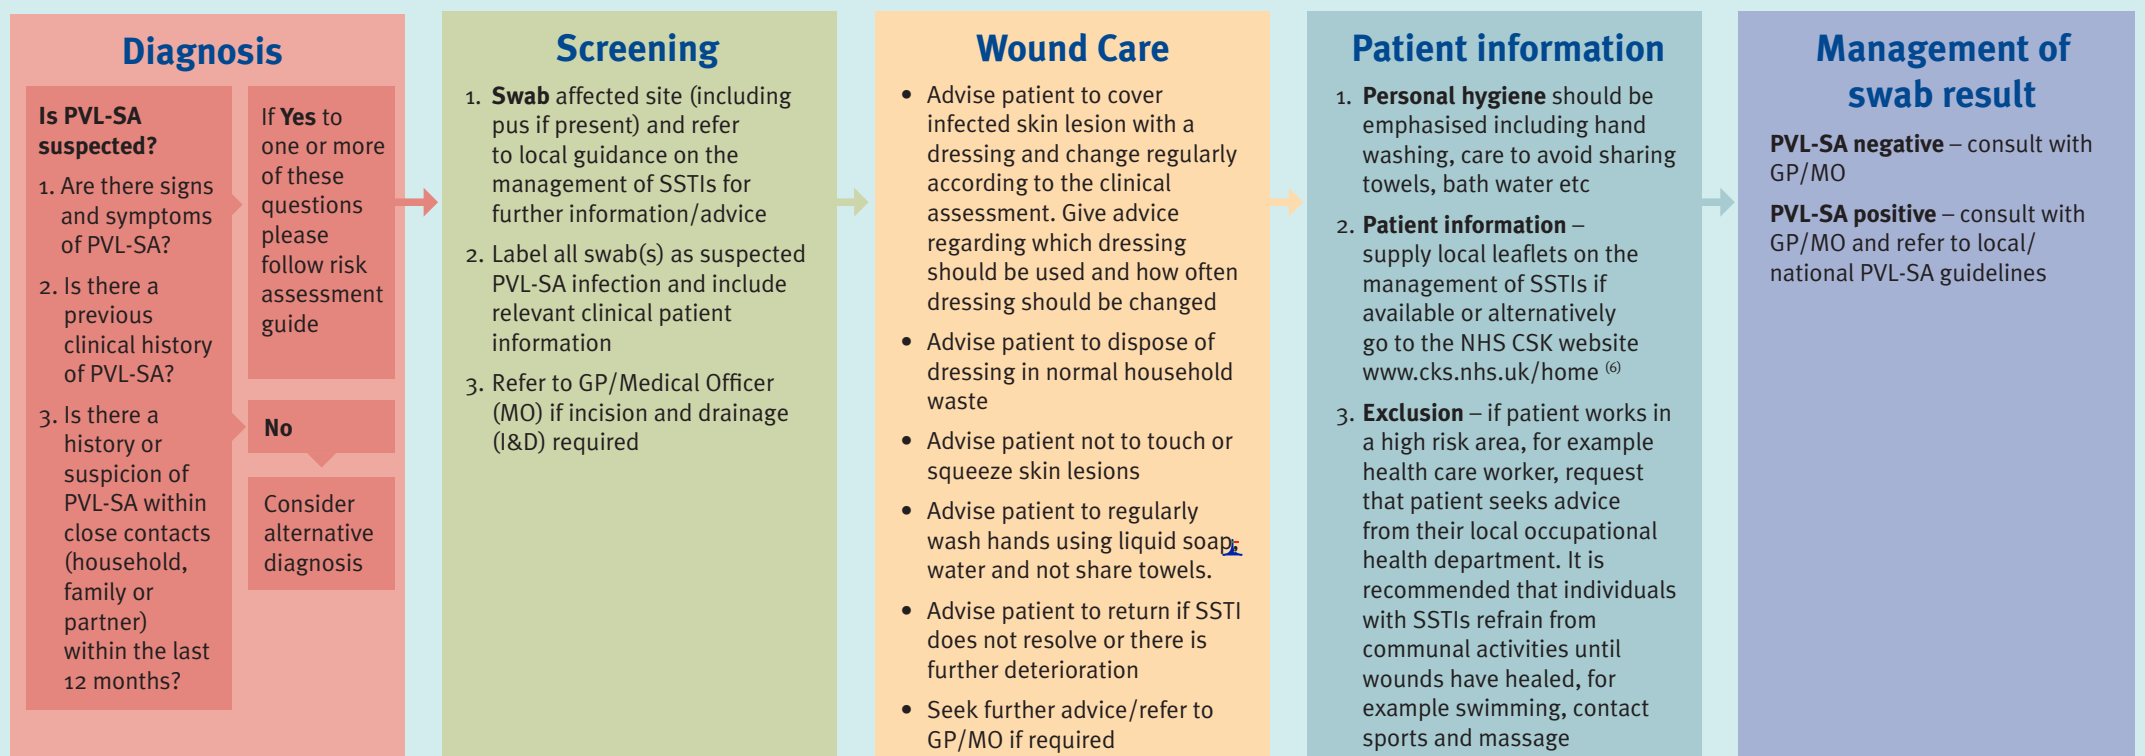 Diagnosis
Is PVL-SA
suspected?
1. Are there signs
and symptoms
of PVL-SA?
2. Is there a
previous
clinical history
of PVL-SA?
3. Is there a
history or
suspicion of
PVL-SA within
close contacts
(household,
family or
partner)
within the last
12 months?
If Yes to
one or more
of these
questions
please
follow risk
assessment
guide
No
Consider
alternative
diagnosis
Screening
1. Swab affected site (including
pus if present) and refer
to local guidance on the
management of SSTIs for
further information/advice
2. Label all swab(s) as suspected
PVL-SA infection and include
relevant clinical patient
information
3. Refer to GP/Medical Officer
(MO) if incision and drainage
(I&D) required
Wound Care
• Advise patient to cover
infected skin lesion with a
dressing and change regularly
according to the clinical
assessment. Give advice
regarding which dressing
should be used and how often
dressing should be changed
• Advise patient to dispose of
dressing in normal household
waste
• Advise patient not to touch or
squeeze skin lesions
• Advise patient to regularly
wash hands using liquid soap,
water and not share towels.
• Advise patient to return if SSTI
does not resolve or there is
further deterioration
• Seek further advice/refer to
GP/MO if required
Patient information
1. Personal hygiene should be
emphasised including hand
washing, care to avoid sharing
towels, bath water etc
2. Patient information –
supply local leaflets on the
management of SSTIs if
available or alternatively
go to the NHS CSK website
www.cks.nhs.uk/home (6)
3. Exclusion – if patient works in
a high risk area, for example
health care worker, request
that patient seeks advice
from their local occupational
health department. It is
recommended that individuals
with SSTIs refrain from
communal activities until
wounds have healed, for
example swimming, contact
sports and massage
Management of
swab result
PVL-SA negative – consult with
GP/MO
PVL-SA positive – consult with
GP/MO and refer to local/
national PVL-SA guidelines